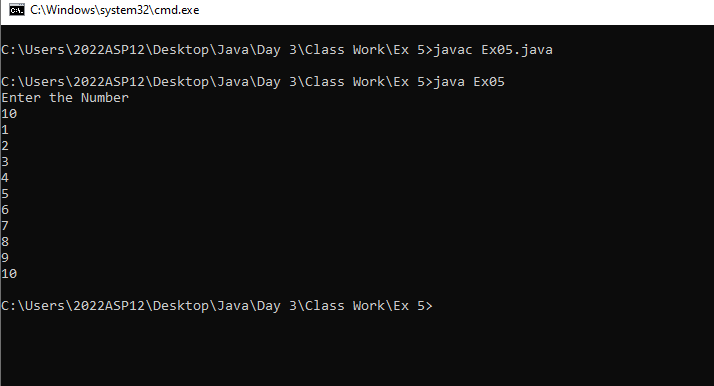 C:\Windows\system32\cmd.exe
C:\Users\2022ASP12\Desktop\Java\Day 3\Class Work\Ex 5>javac Ex05.java
C:\Users\2022ASP12\Desktop\Java\Day 3\Class Work\Ex 5>java Ex05
Enter the Number
10
1
2
3
4
5
6
7
8
9
10
C:\Users\2022ASP12\Desktop\Java\Day 3\Class Work\Ex 5>